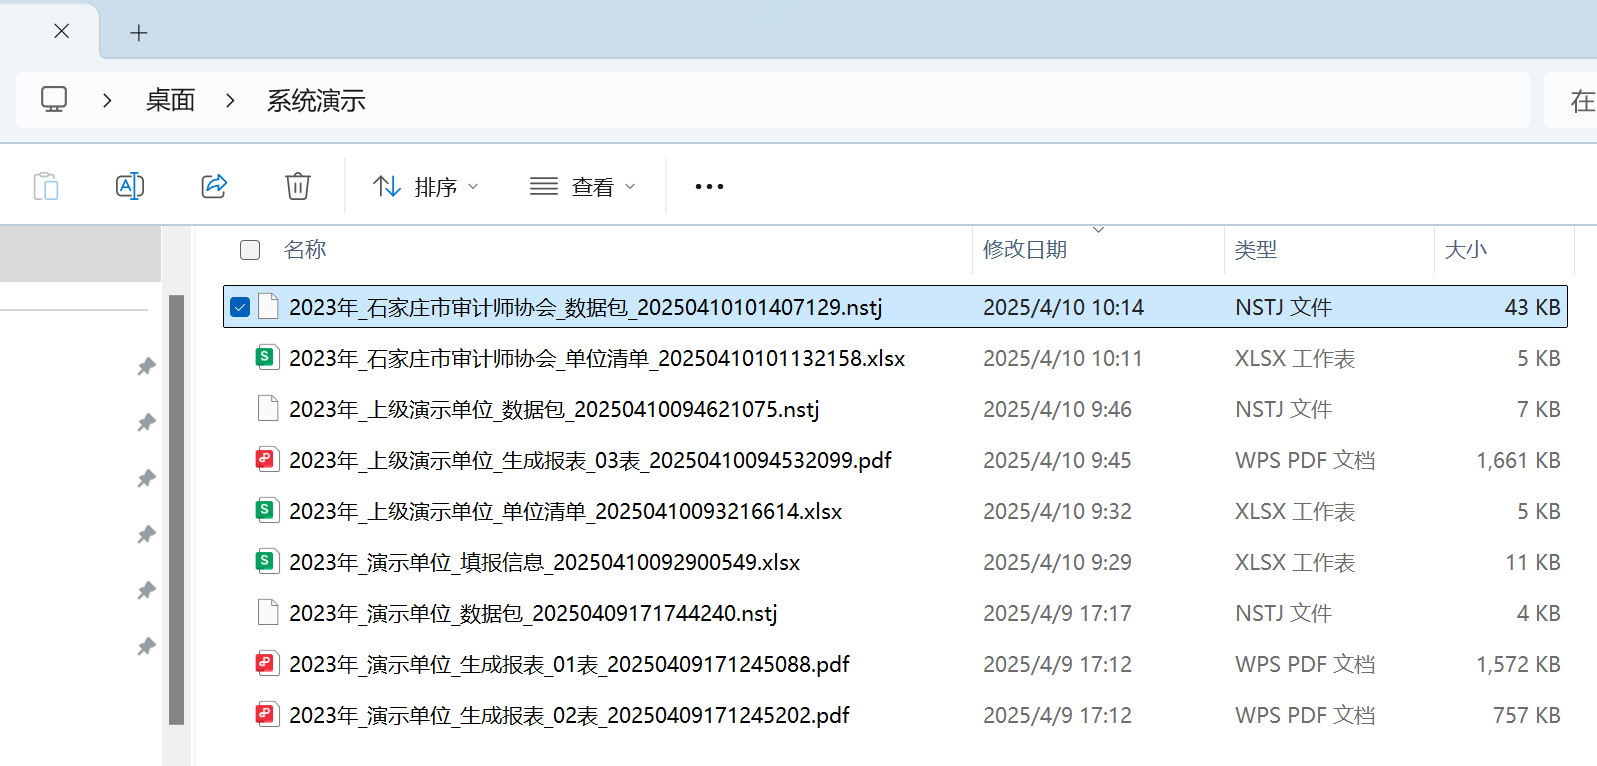 桌面 系统演示 在
排序 查看
名称 修改日期 类型 大小
2023年_石家庄市审计师协会_数据包_20250410101407129.nstj 2025/4/10 10:14 NSTJ 文件 43 KB
2023年_石家庄市审计师协会_单位清单_20250410101132158.xlsx 2025/4/10 10:11 XLSX 工作表 5 KB
2023年_上级演示单位_数据包_20250410094621075.nstj 2025/4/10 9:46 NSTJ 文件 7 KB
2023年_上级演示单位_生成报表_03表_20250410094532099.pdf 2025/4/10 9:45 WPS PDF 文档 1,661 KB
2023年_上级演示单位_单位清单_20250410093216614.xlsx 2025/4/10 9:32 XLSX 工作表 5 KB
2023年_演示单位_填报信息_20250410092900549.xlsx 2025/4/10 9:29 XLSX 工作表 11 KB
2023年_演示单位_数据包_20250409171744240.nstj 2025/4/9 17:17 NSTJ 文件 4 KB
2023年_演示单位_生成报表_01表_20250409171245088.pdf 2025/4/9 17:12 WPS PDF 文档 1,572 KB
2023年_演示单位_生成报表_02表_20250409171245202.pdf 2025/4/9 17:12 WPS PDF 文档 757 KB